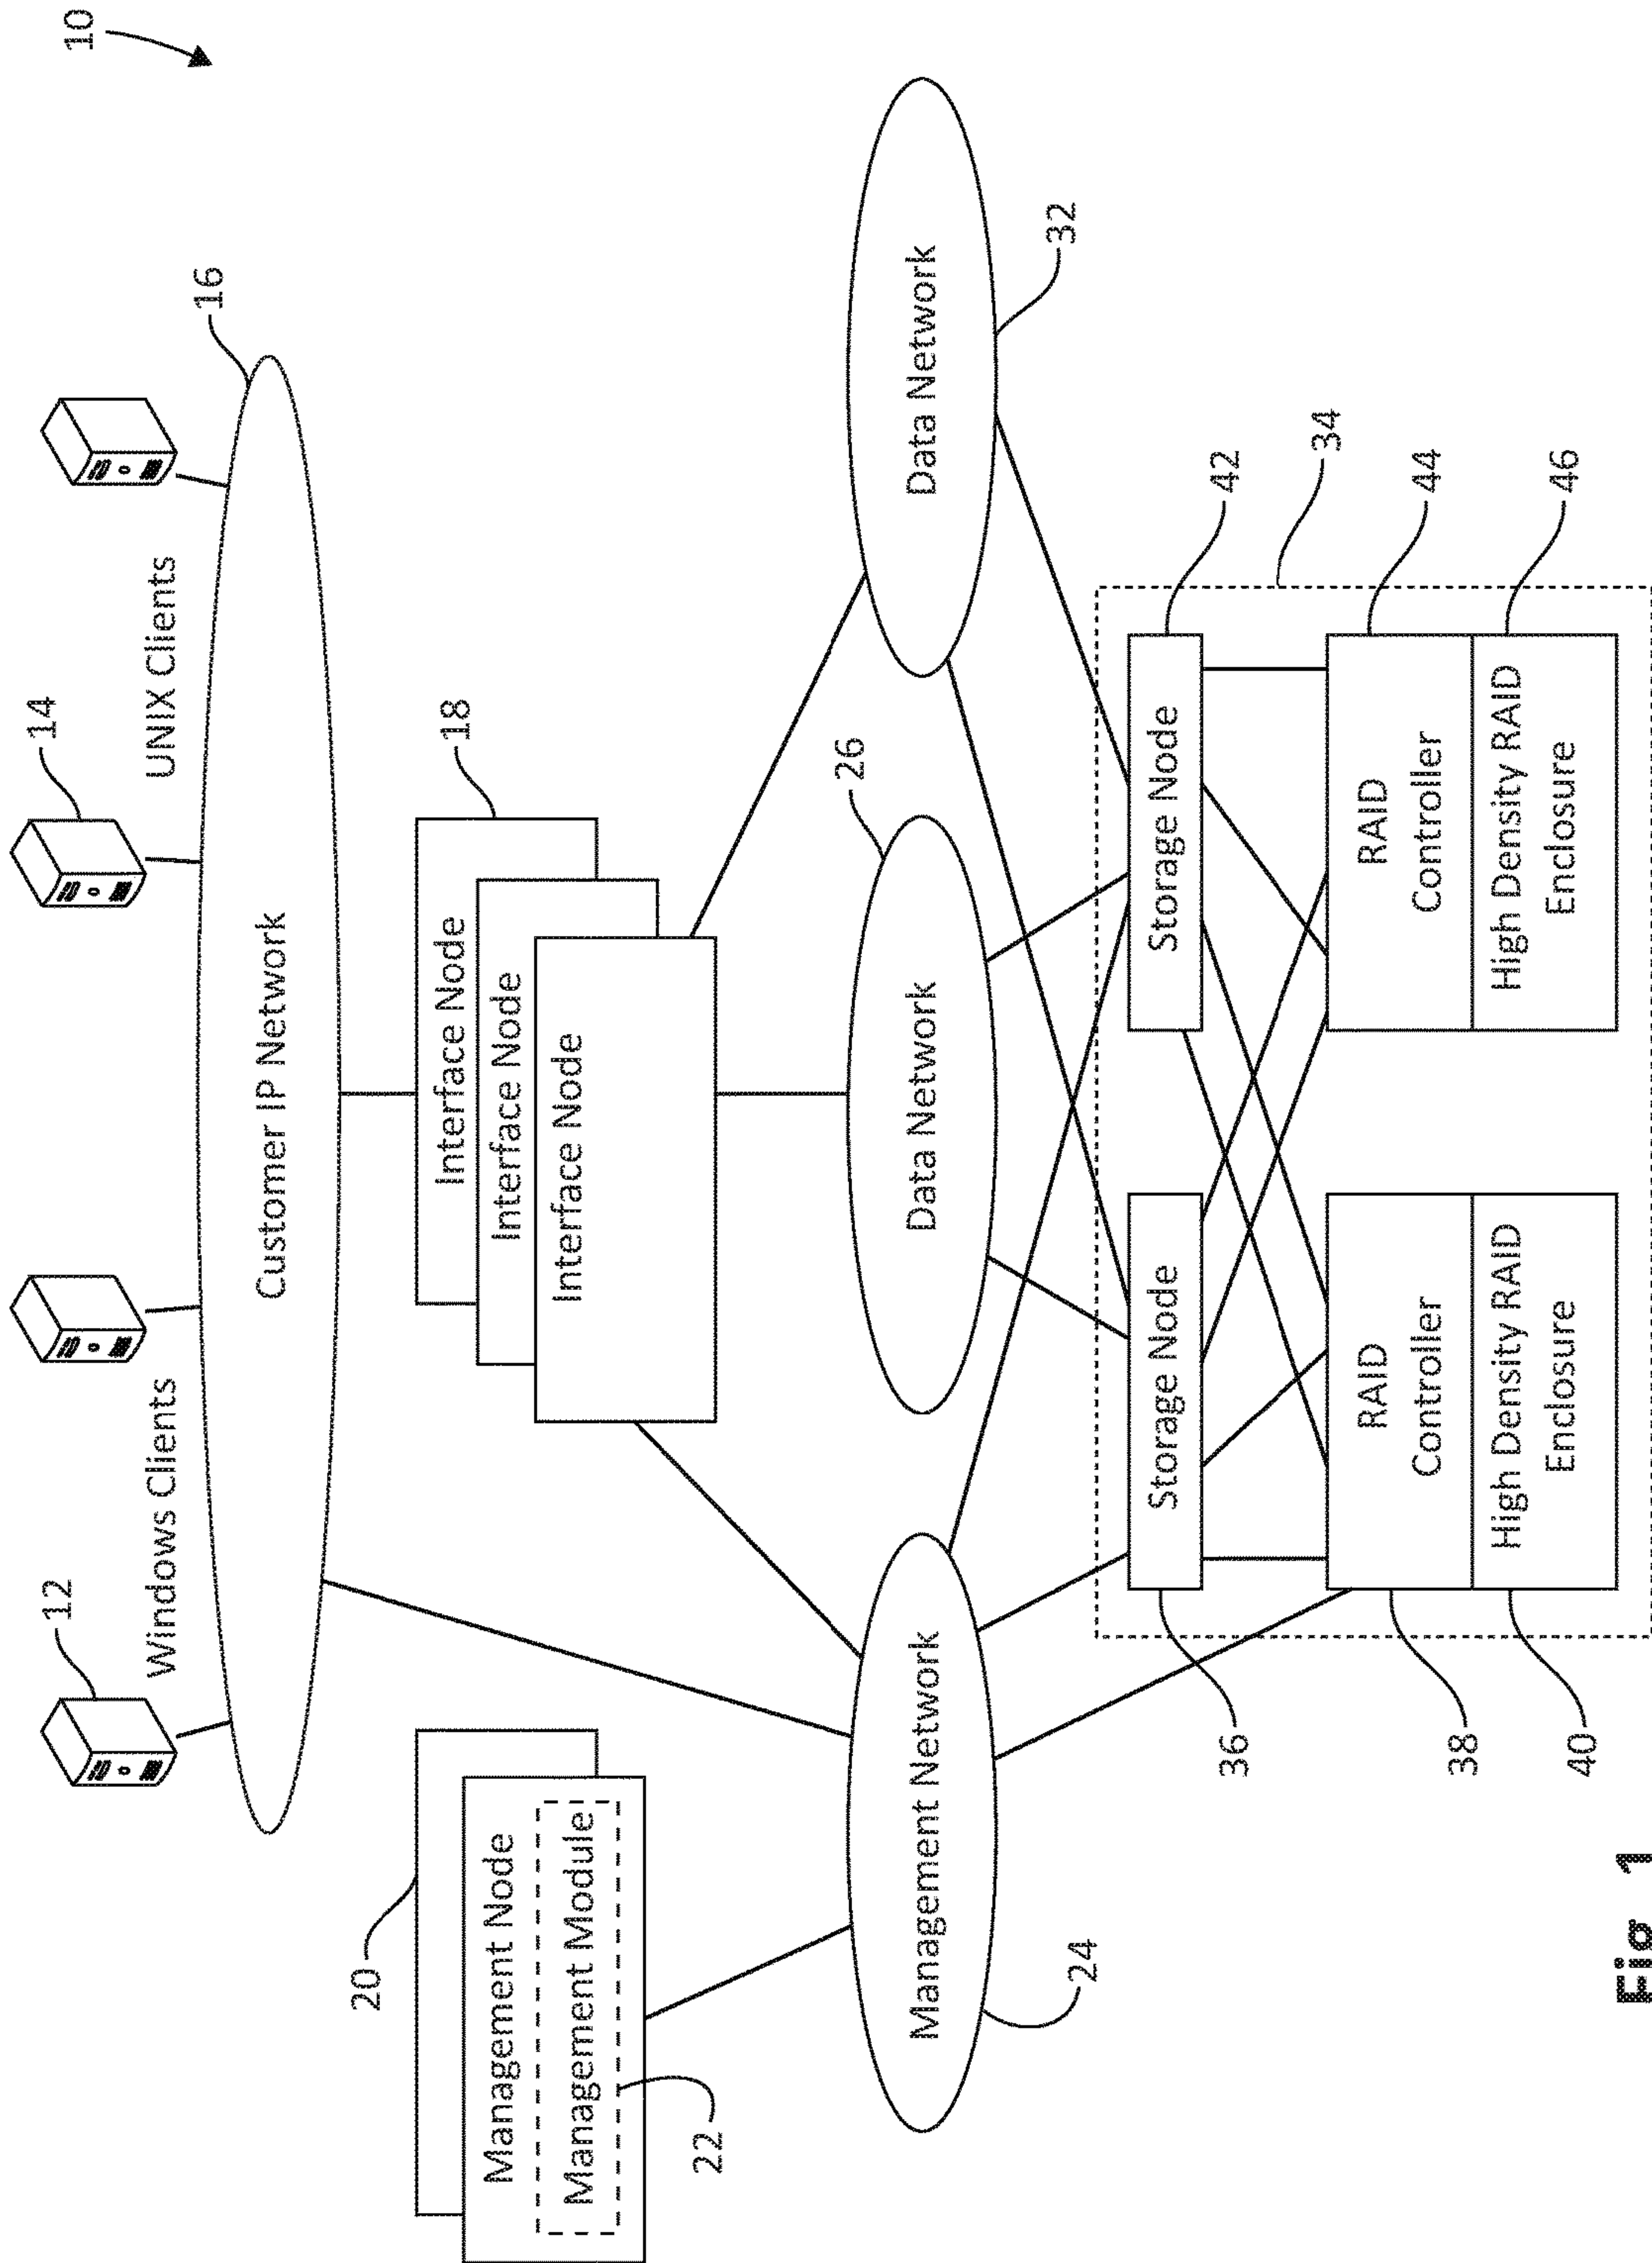 10
12
Windows Clients
14
UNIX Clients
16
Customer IP Network
20
Management Node
Management Module
22
Interface Node
Interface Node
Interface Node
18
Management Network
24
Data Network
26
Data Network
32
34
36
Storage Node
Storage Node
42
38
RAID
Controller
RAID
Controller
44
40
High Density RAID
Enclosure
High Density RAID
Enclosure
46
Fig 1